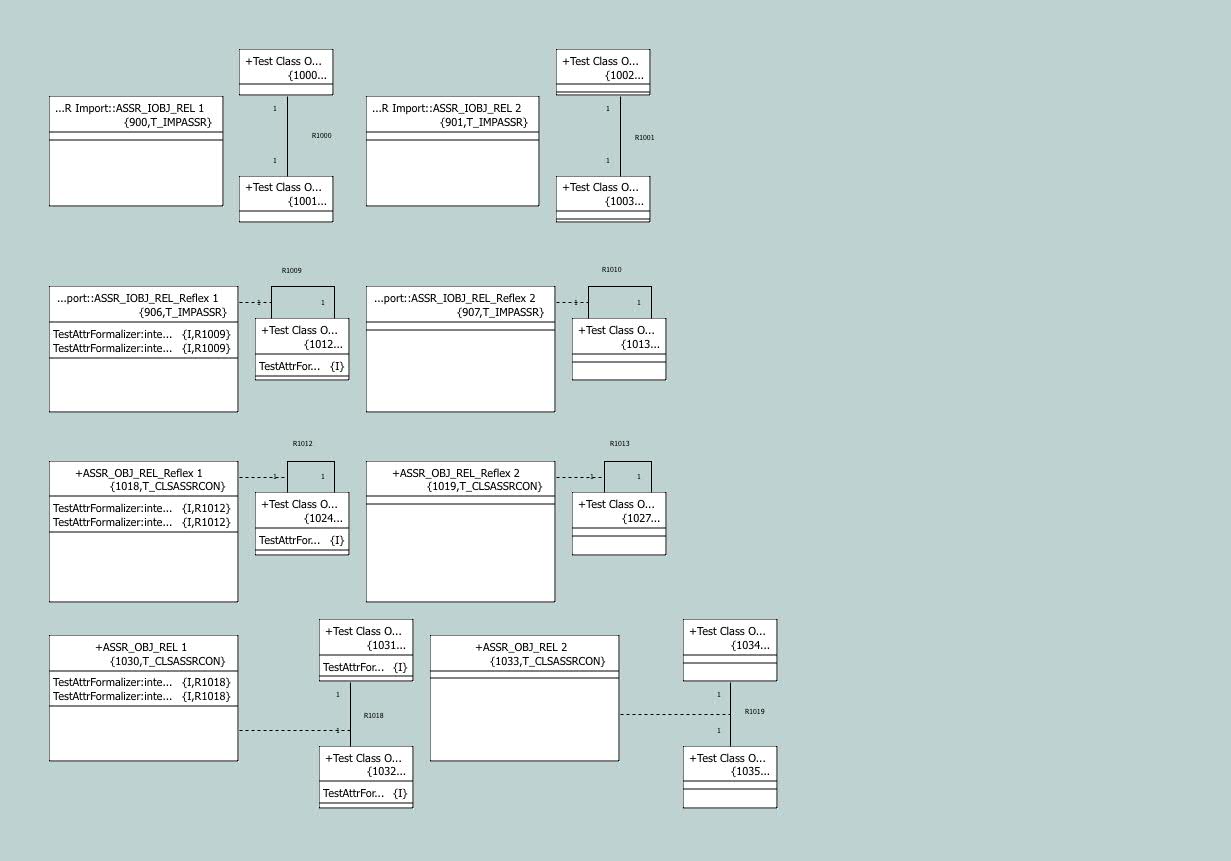 +Test Class O...
{1000...
+Test Class O...
{1002...
...R Import::ASSR_IOBJ_REL 1
{900,T_IMPASSR}
1
R1000
1
+Test Class O...
{1001...
...R Import::ASSR_IOBJ_REL 2
{901,T_IMPASSR}
1
R1001
1
+Test Class O...
{1003...
R1009
R1010
...port::ASSR_IOBJ_REL_Reflex 1
{906,T_IMPASSR}
TestAttrFormalizer:inte... {I,R1009}
TestAttrFormalizer:inte... {I,R1009}
1
1
+Test Class O...
{1012...
TestAttrFor... {I}
...port::ASSR_IOBJ_REL_Reflex 2
{907,T_IMPASSR}
1
1
+Test Class O...
{1013...
R1012
R1013
+ASSR_OBJ_REL_Reflex 1
{1018,T_CLSASSRCON}
TestAttrFormalizer:inte... {I,R1012}
TestAttrFormalizer:inte... {I,R1012}
1
1
+Test Class O...
{1024...
TestAttrFor... {I}
+ASSR_OBJ_REL_Reflex 2
{1019,T_CLSASSRCON}
1
1
+Test Class O...
{1027...
+ASSR_OBJ_REL 1
{1030,T_CLSASSRCON}
TestAttrFormalizer:inte... {I,R1018}
TestAttrFormalizer:inte... {I,R1018}
+Test Class O...
{1031...
TestAttrFor... {I}
1
R1018
1
+Test Class O...
{1032...
TestAttrFor... {I}
+ASSR_OBJ_REL 2
{1033,T_CLSASSRCON}
+Test Class O...
{1034...
1
R1019
1
+Test Class O...
{1035...